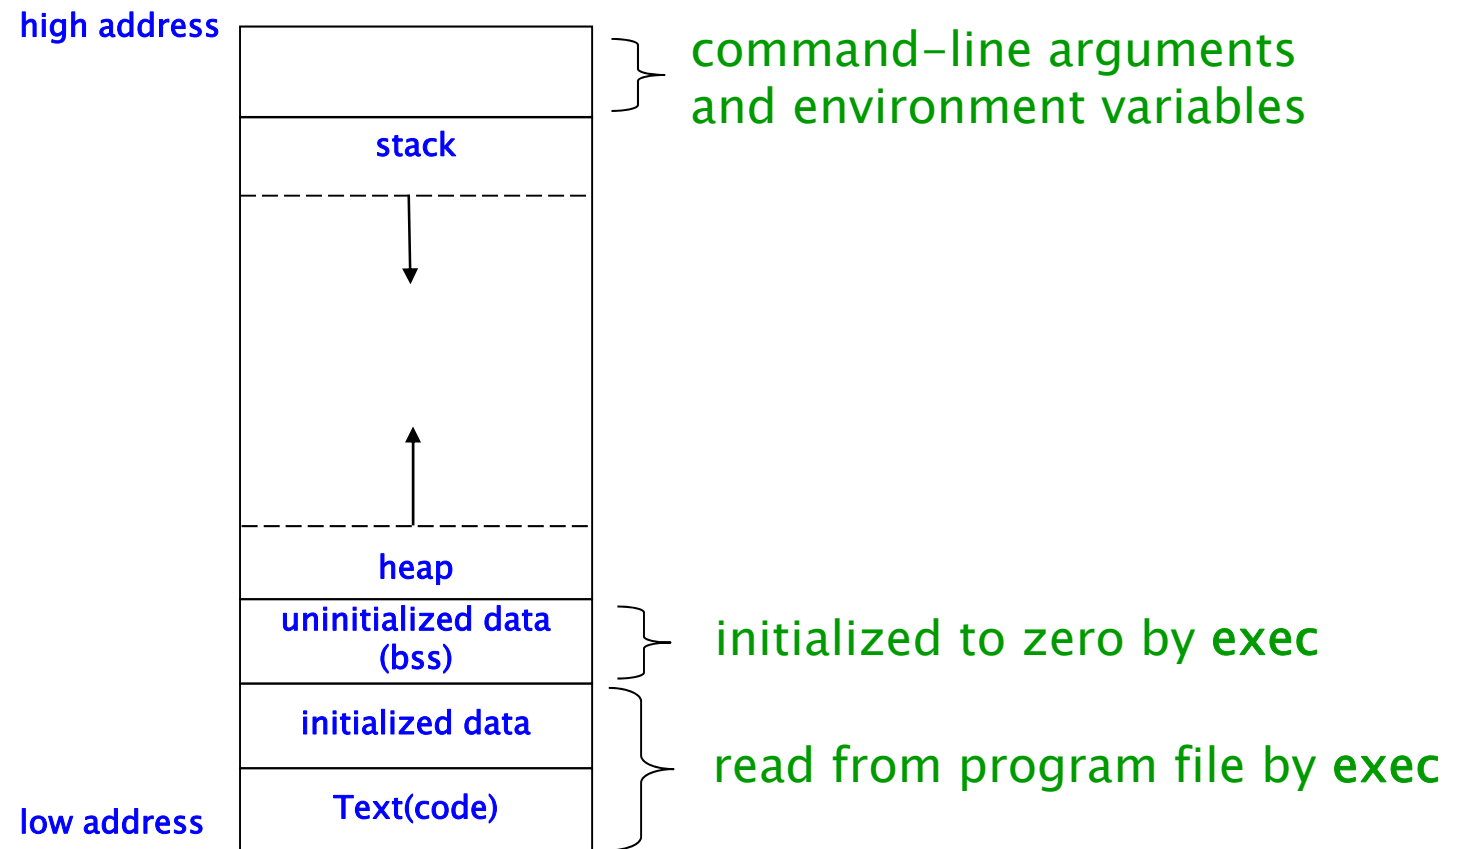 high address
command-line arguments
and environment variables
stack
heap
uninitialized data
(bss)
initialized to zero by exec
initialized data
read from program file by exec
Text(code)
low address